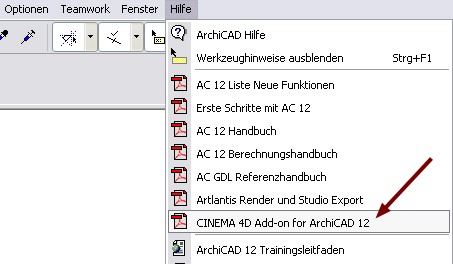 Optionen Teamwork Fenster Hilfe
ArchiCAD Hilfe
Werkzeughinweise ausblenden Strg+F1
AC 12 Liste Neue Funktionen
Erste Schritte mit AC 12
AC 12 Handbuch
AC 12 Berechnungshandbuch
AC GDL Referenzhandbuch
Artlantis Render und Studio Export
CINEMA 4D Add-on for ArchiCAD 12
ArchiCAD 12 Trainingsleitfaden